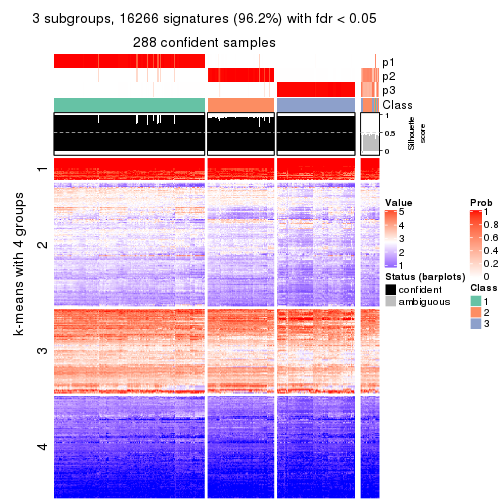 3 subgroups, 16266 signatures (96.2%) with fdr < 0.05
288 confident samples
p1
p2
p3
Class
1
0.5
0
Silhouette
score
k-means with 4 groups
1
2
3
4
Value
5
4
3
2
1
Status (barplots)
confident
ambiguous
Prob
1
0.8
0.6
0.4
0.2
0
Class
1
2
3